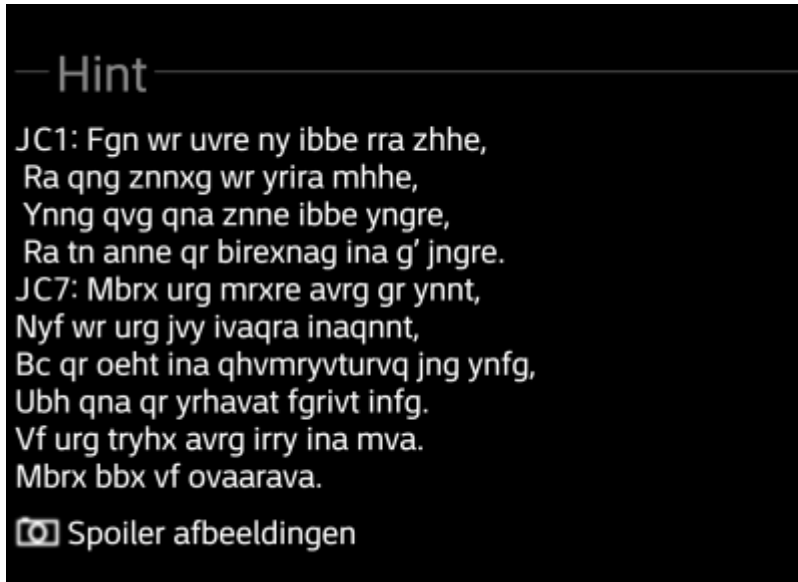 Hint
JC1: Fgn wr uvre ny ibbe rra zhhe,
Ra qng znnxg wr yrira mhhe,
Ynng qvg qna znne ibbe yngre,
Ra tn anne qr birexnag ina g' jngre.
JC7: Mbrx urg mrxre avrg gr ynnt,
Nyf wr urg jvy ivaqra inaqnnt,
Bc qr oeht ina qhvmryvturvq jng ynfg,
Ubh qna qr yrhavat fgrivt infg.
Vf urg tryhx avrg irry ina mva.
Mbrx bbx vf ovaarava.
Spoiler afbeeldingen